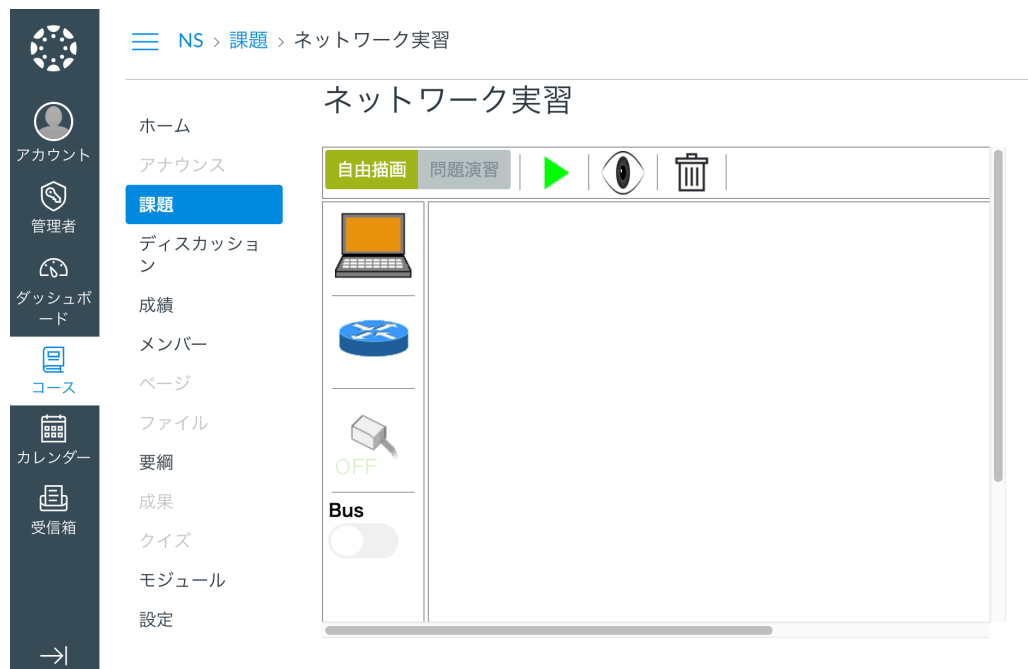 NS > 課題 > ネットワーク実習
アカウント
管理者
ダッシュボ
ード
コース
カレンダー
受信箱
ホーム
アナウンス
課題
ディスカッショ
ン
成績
メンバー
ページ
ファイル
要綱
成果
クイズ
モジュール
設定
ネットワーク実習
自由描画 問題演習
OFF
Bus